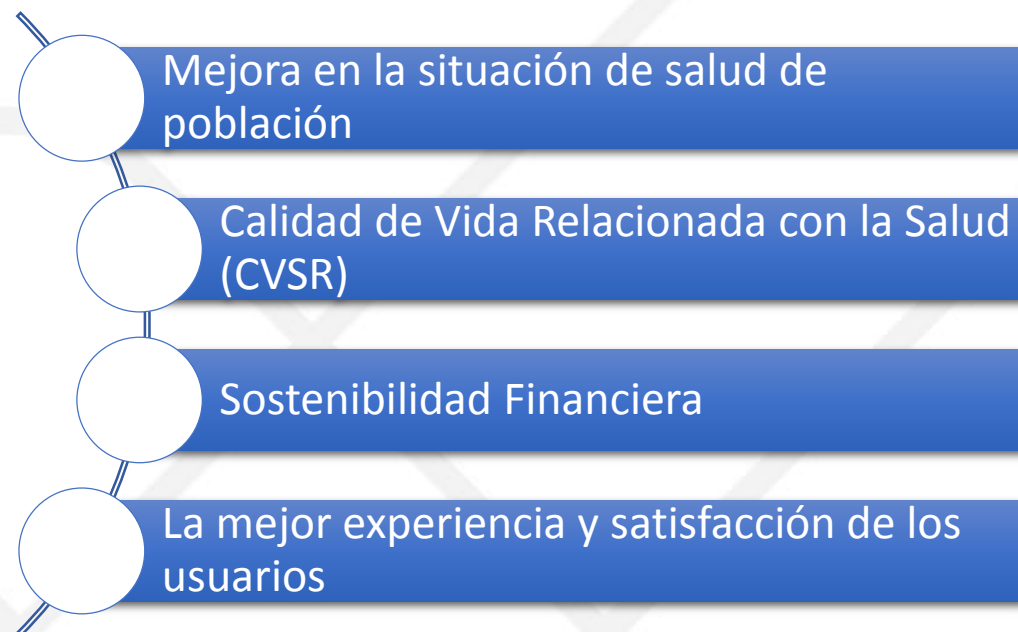 Mejora en la situación de salud de
población
Calidad de Vida Relacionada con la Salud
(CVSR)
Sostenibilidad Financiera
La mejor experiencia y satisfacción de los
usuarios